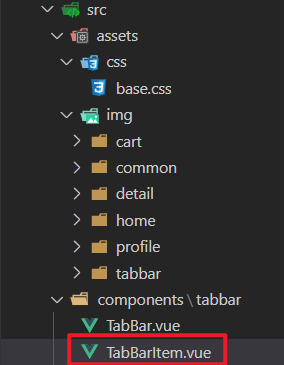 src
assets
css
base.css
img
cart
common
detail
home
profile
tabbar
components\tabbar
TabBar.vue
TabBarItem.vue